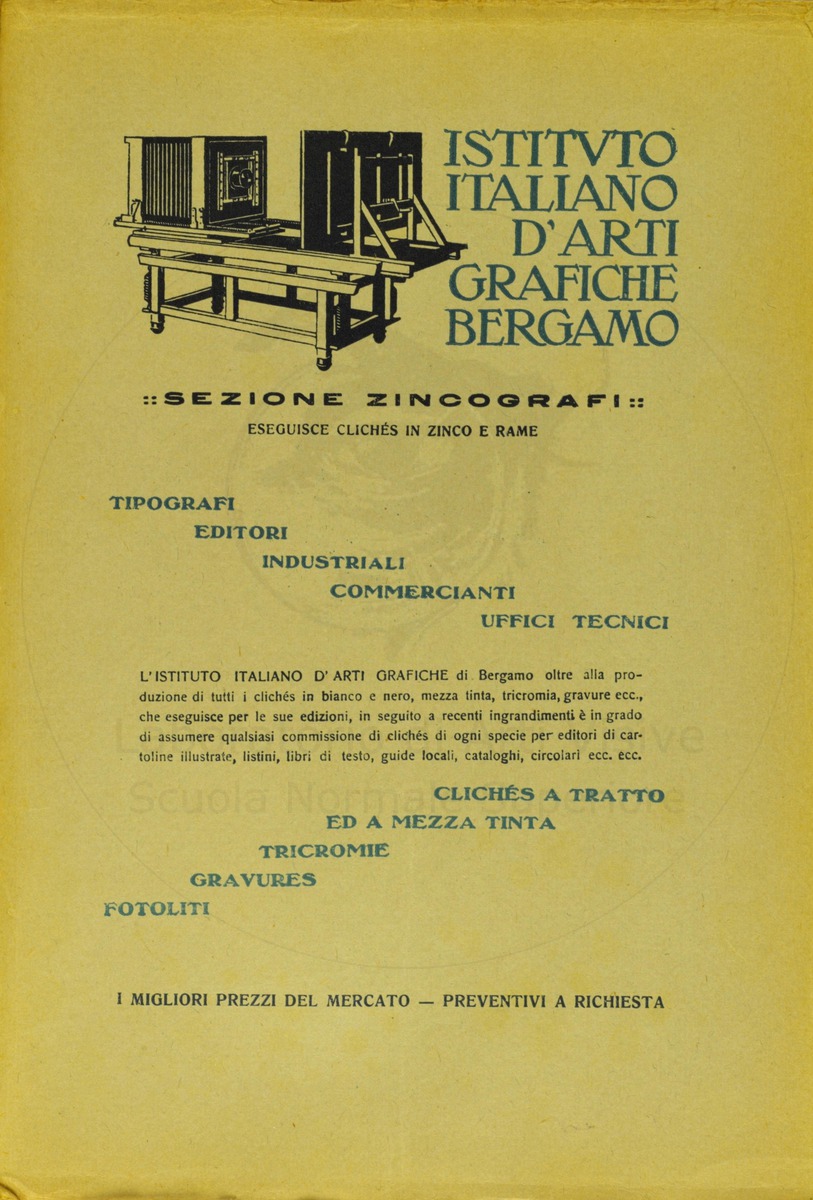 ISTITVTO
ITALIANO
D'ARTI
GRAFICHE
BERGAMO
::SEZIONE ZINCOGRAFI::
ESEGUISCE CLICHÉS IN ZINCO E RAME
TIPOGRAFI
EDITORI
INDUSTRIALI
COMMERCIANTI
UFFICI TECNICI
L'ISTITUTO ITALIANO D'ARTI GRAFICHE di Bergamo oltre alla pro-
duzione di tutti i clichés in bianco e nero, mezza tinta, tricromia, gravure ecc.,
che eseguisce per le sue edizioni, in seguito a recenti ingrandimenti è in grado
di assumere qualsiasi commissione di clichés di ogni specie per editori di car-
toline illustrate, listini, libri di testo, guide locali, cataloghi, circolari ecc. ecc.
CLICHÉS A TRATTO
ED A MEZZA TINTA
TRICROMIE
GRAVURES
FOTOLITI
I MIGLIORI PREZZI DEL MERCATO — PREVENTIVI A RICHIESTA
Scuola Normale Superiore